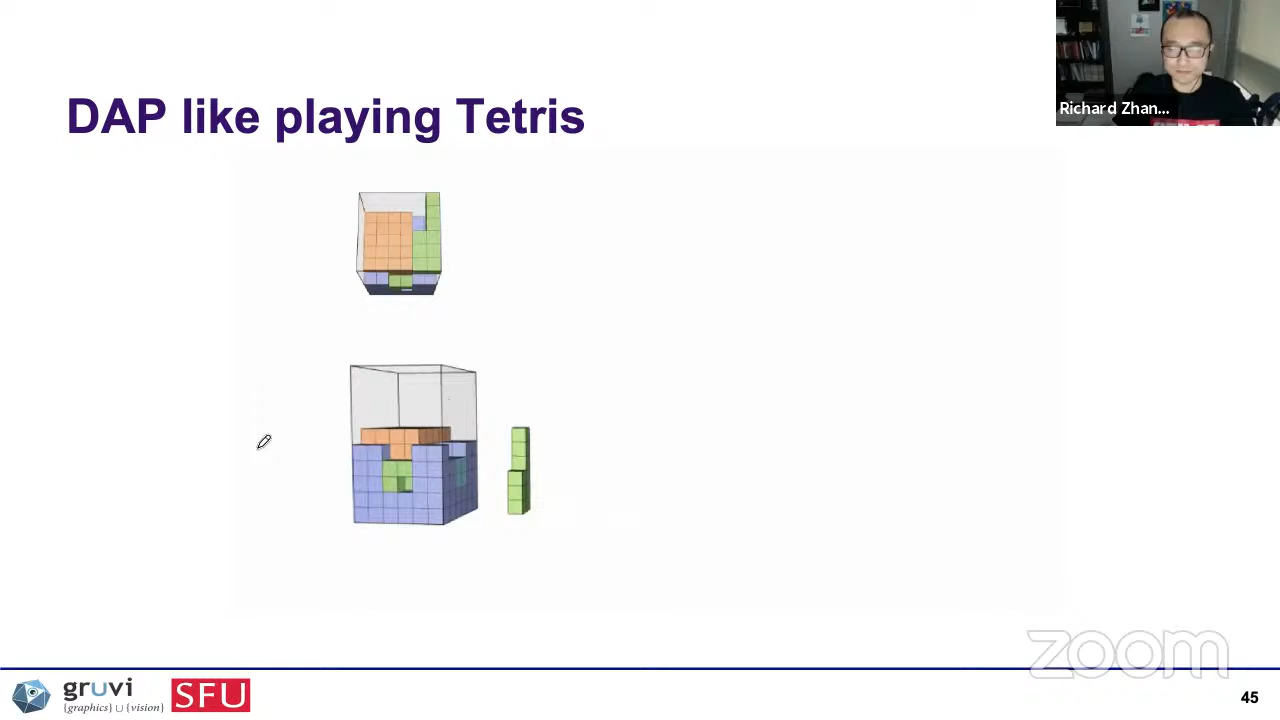 Richard Zhan...
DAP like playing Tetris
zoom
gruvi
{graphics} ∪ {vision}
SFU
45